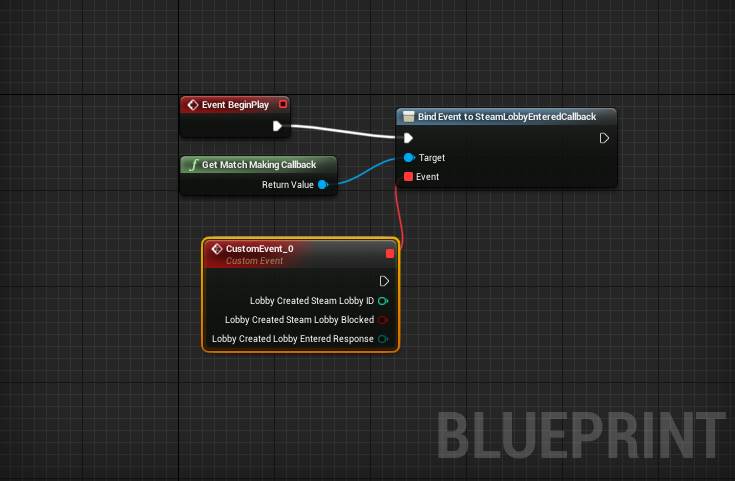 Event BeginPlay
Bind Event to SteamLobbyEnteredCallback
Target
Event
f Get Match Making Callback
Return Value
CustomEvent_0
Custom Event
Lobby Created Steam Lobby ID
Lobby Created Steam Lobby Blocked
Lobby Created Lobby Entered Response
BLUEPRINT